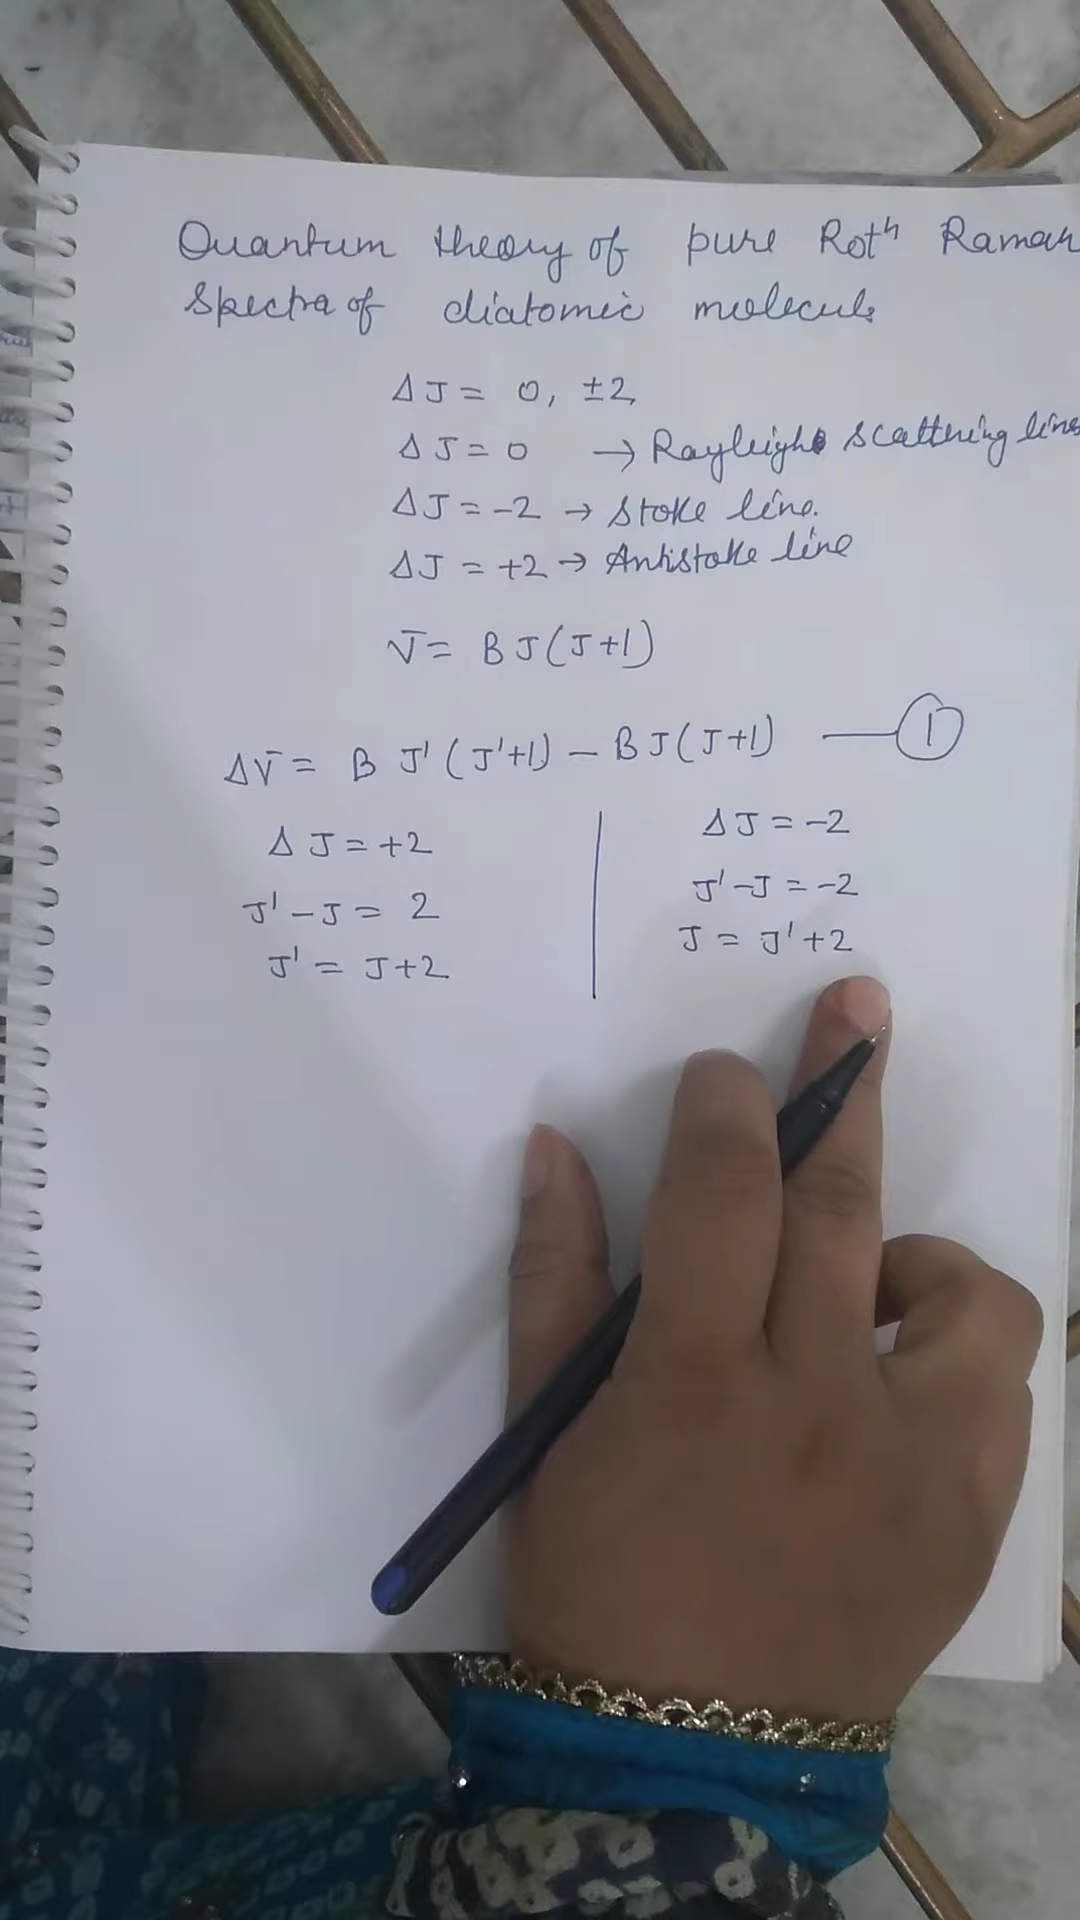 Quantum theory of pure Rotⁿ Raman
Spectra of diatomic molecule
ΔJ = 0, ±2,
ΔJ = 0 → Rayleigh scattering line
ΔJ = -2 → Stoke line.
ΔJ = +2 → Antistoke line
ν̄ = BJ(J+1)
Δν̄ = B J'(J'+1) - BJ(J+1) — ①
ΔJ = +2
J' - J = 2
J' = J+2
ΔJ = -2
J' - J = -2
J = J'+2